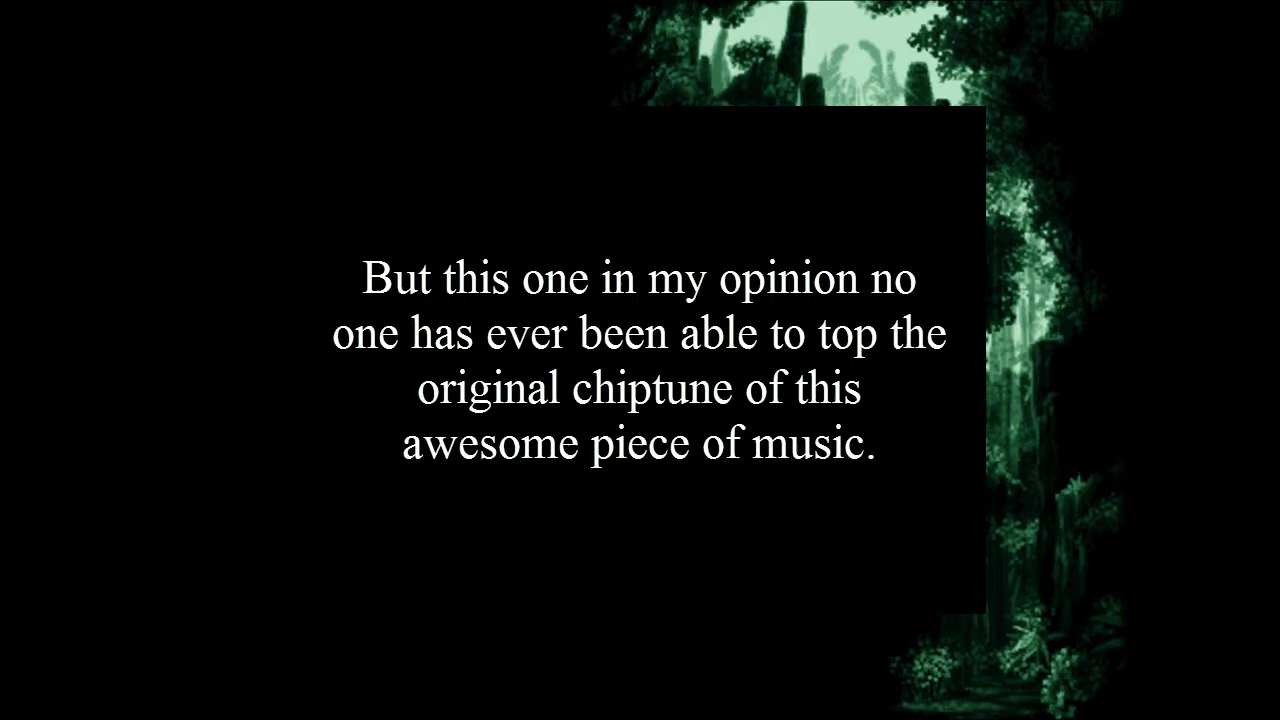 But this one in my opinion no
one has ever been able to top the
original chiptune of this
awesome piece of music.